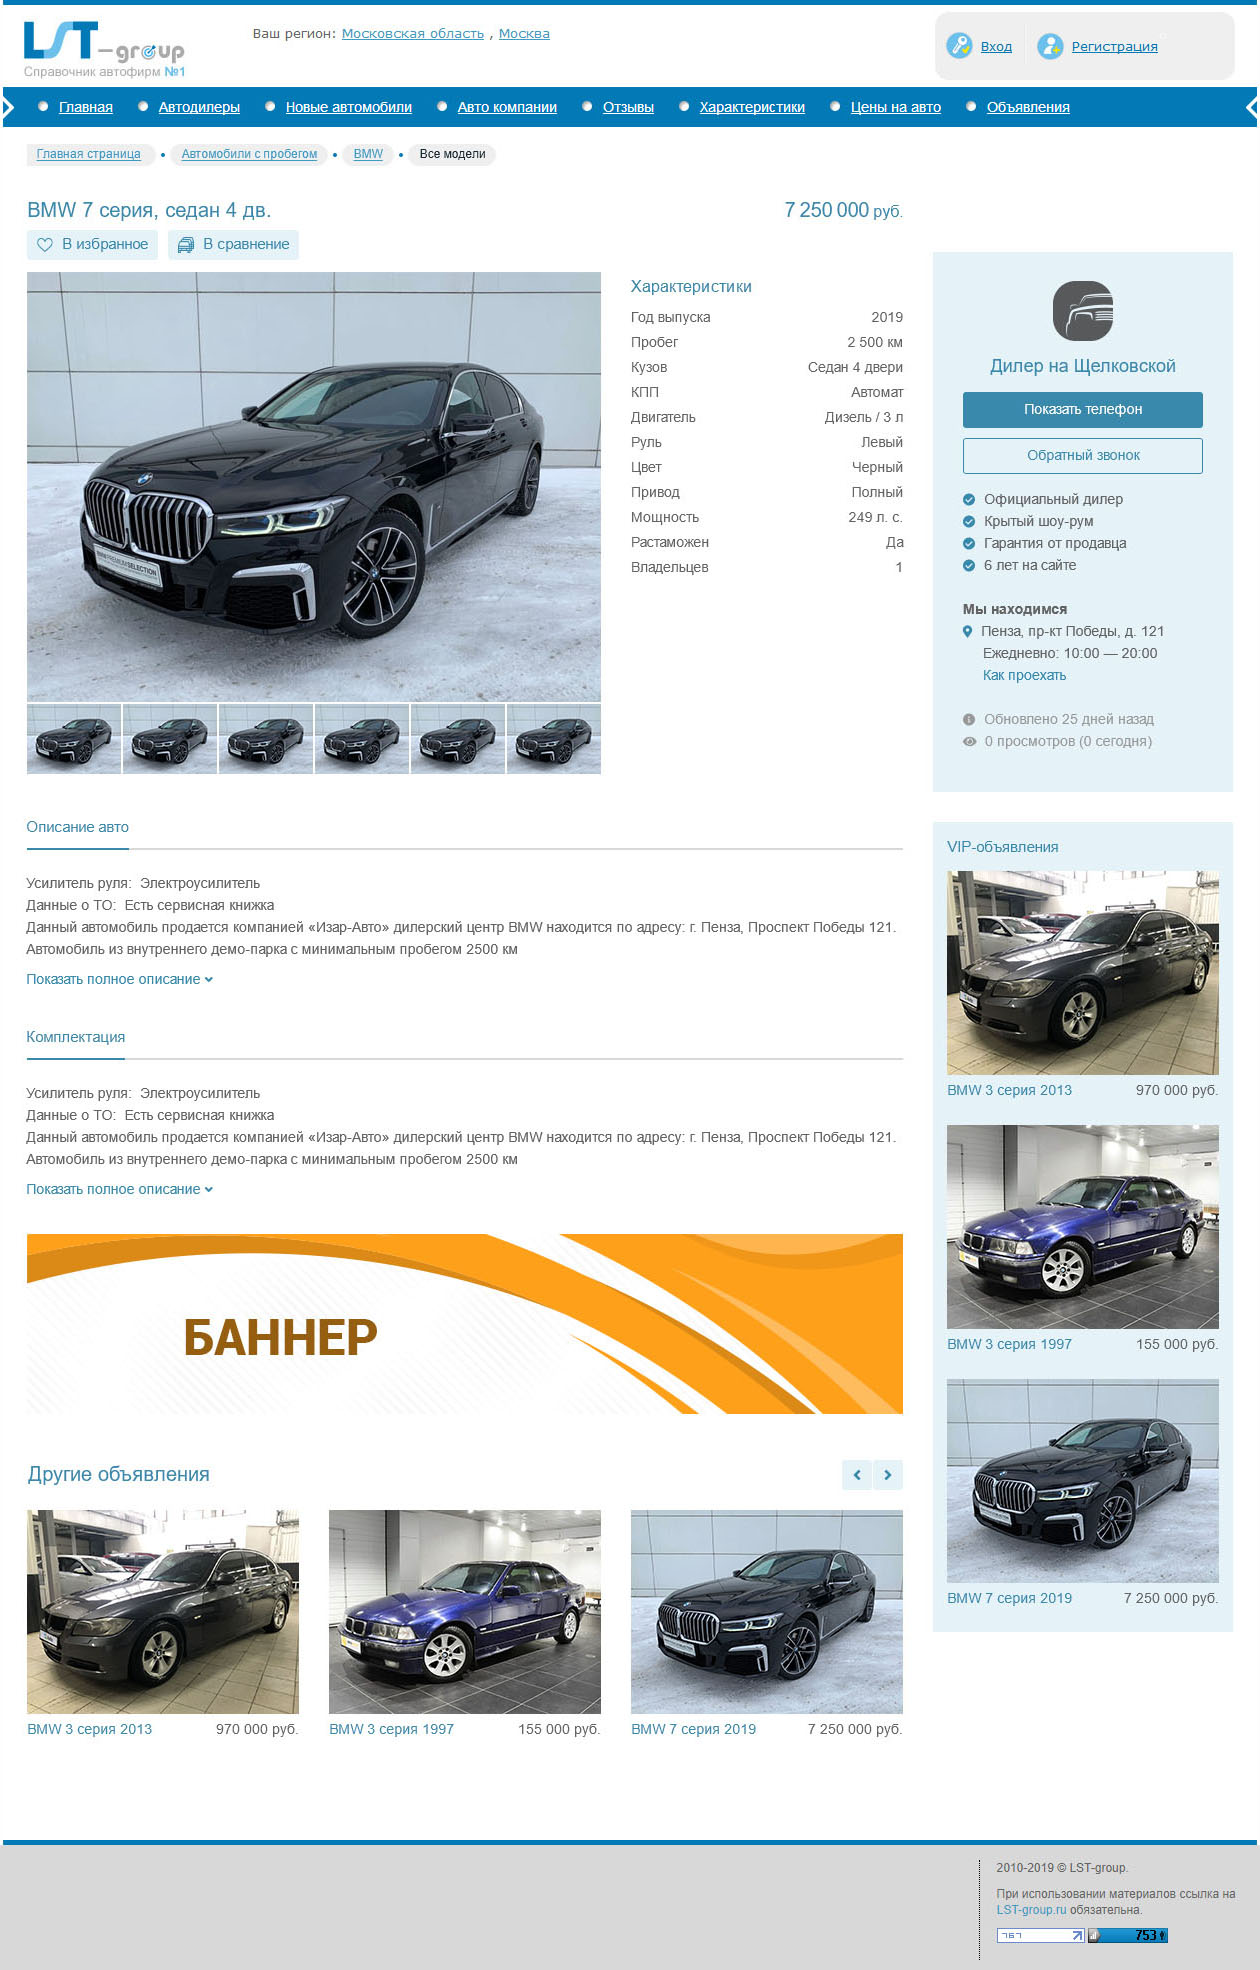 LST-group
Справочник автофирм №1
Ваш регион: Московская область , Москва
Вход
Регистрация
Главная
Автодилеры
Новые автомобили
Авто компании
Отзывы
Характеристики
Цены на авто
Объявления
Главная страница
Автомобили с пробегом
BMW
Все модели
BMW 7 серия, седан 4 дв.
7 250 000 руб.
В избранное
В сравнение
Характеристики
Год выпуска 2019
Пробег 2 500 км
Кузов Седан 4 двери
КПП Автомат
Двигатель Дизель / 3 л
Руль Левый
Цвет Черный
Привод Полный
Мощность 249 л. с.
Растаможен Да
Владельцев 1
Дилер на Щелковской
Показать телефон
Обратный звонок
Официальный дилер
Крытый шоу-рум
Гарантия от продавца
6 лет на сайте
Мы находимся
Пенза, пр-кт Победы, д. 121
Ежедневно: 10:00 — 20:00
Как проехать
Обновлено 25 дней назад
0 просмотров (0 сегодня)
Описание авто
Усилитель руля: Электроусилитель
Данные о ТО: Есть сервисная книжка
Данный автомобиль продается компанией «Изар-Авто» дилерский центр BMW находится по адресу: г. Пенза, Проспект Победы 121.
Автомобиль из внутреннего демо-парка с минимальным пробегом 2500 км
Показать полное описание
Комплектация
Усилитель руля: Электроусилитель
Данные о ТО: Есть сервисная книжка
Данный автомобиль продается компанией «Изар-Авто» дилерский центр BMW находится по адресу: г. Пенза, Проспект Победы 121.
Автомобиль из внутреннего демо-парка с минимальным пробегом 2500 км
Показать полное описание
БАННЕР
VIP-объявления
BMW 3 серия 2013 970 000 руб.
BMW 3 серия 1997 155 000 руб.
BMW 7 серия 2019 7 250 000 руб.
Другие объявления
BMW 3 серия 2013 970 000 руб.
BMW 3 серия 1997 155 000 руб.
BMW 7 серия 2019 7 250 000 руб.
2010-2019 © LST-group.
При использовании материалов ссылка на
LST-group.ru обязательна.
767
753